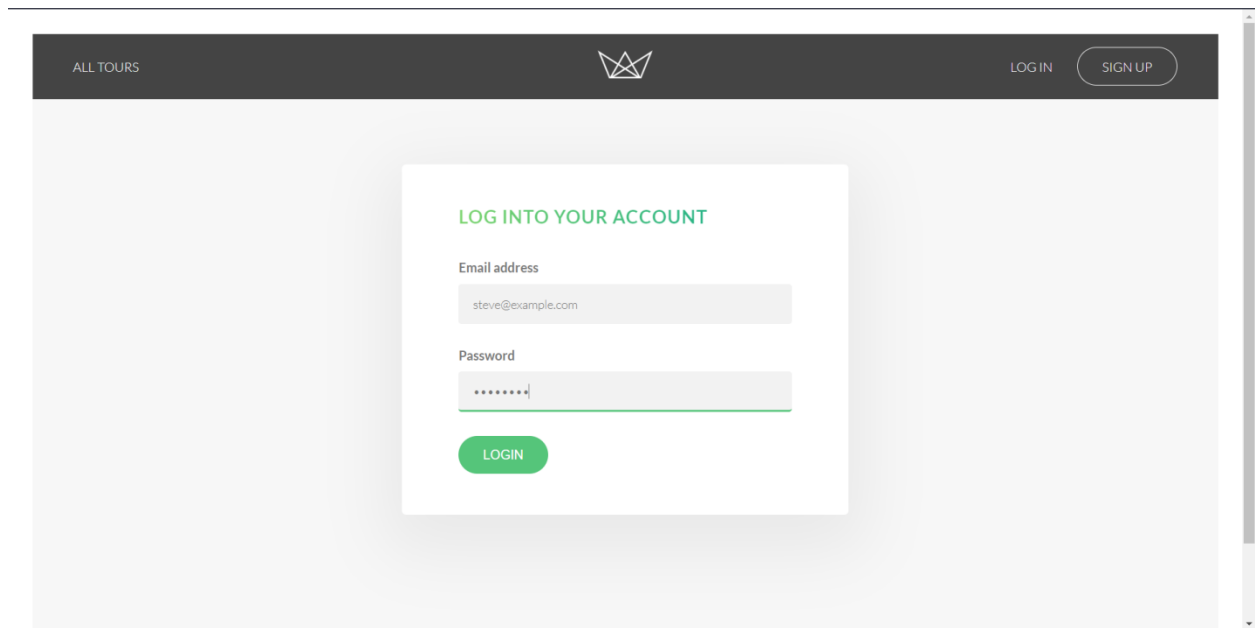 ALL TOURS
LOG IN
SIGN UP
LOG INTO YOUR ACCOUNT
Email address
steve@example.com
Password
••••••••
LOGIN